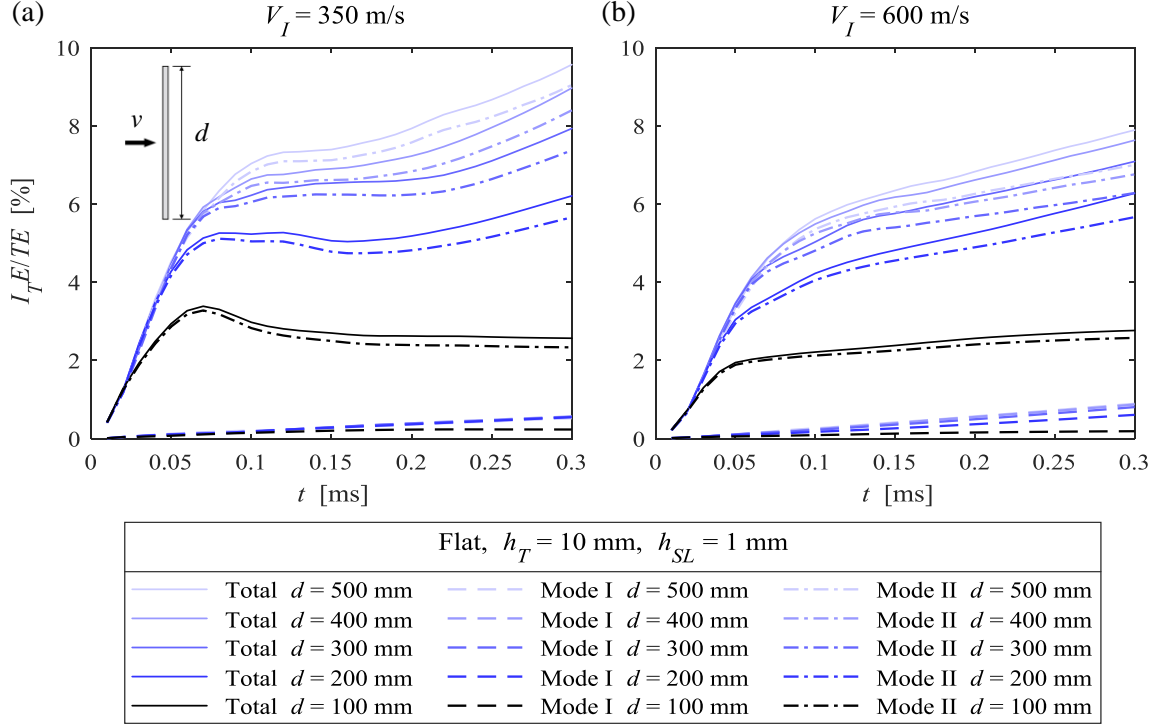 (a) V_I = 350 m/s
(b) V_I = 600 m/s
I_T E/TE [%]
10
8
6
4
2
0
v
d
0 0.05 0.1 0.15 0.2 0.25 0.3
t [ms]
10
8
6
4
2
0
0 0.05 0.1 0.15 0.2 0.25 0.3
t [ms]
Flat, h_T = 10 mm, h_SL = 1 mm
Total d = 500 mm Mode I d = 500 mm Mode II d = 500 mm
Total d = 400 mm Mode I d = 400 mm Mode II d = 400 mm
Total d = 300 mm Mode I d = 300 mm Mode II d = 300 mm
Total d = 200 mm Mode I d = 200 mm Mode II d = 200 mm
Total d = 100 mm Mode I d = 100 mm Mode II d = 100 mm